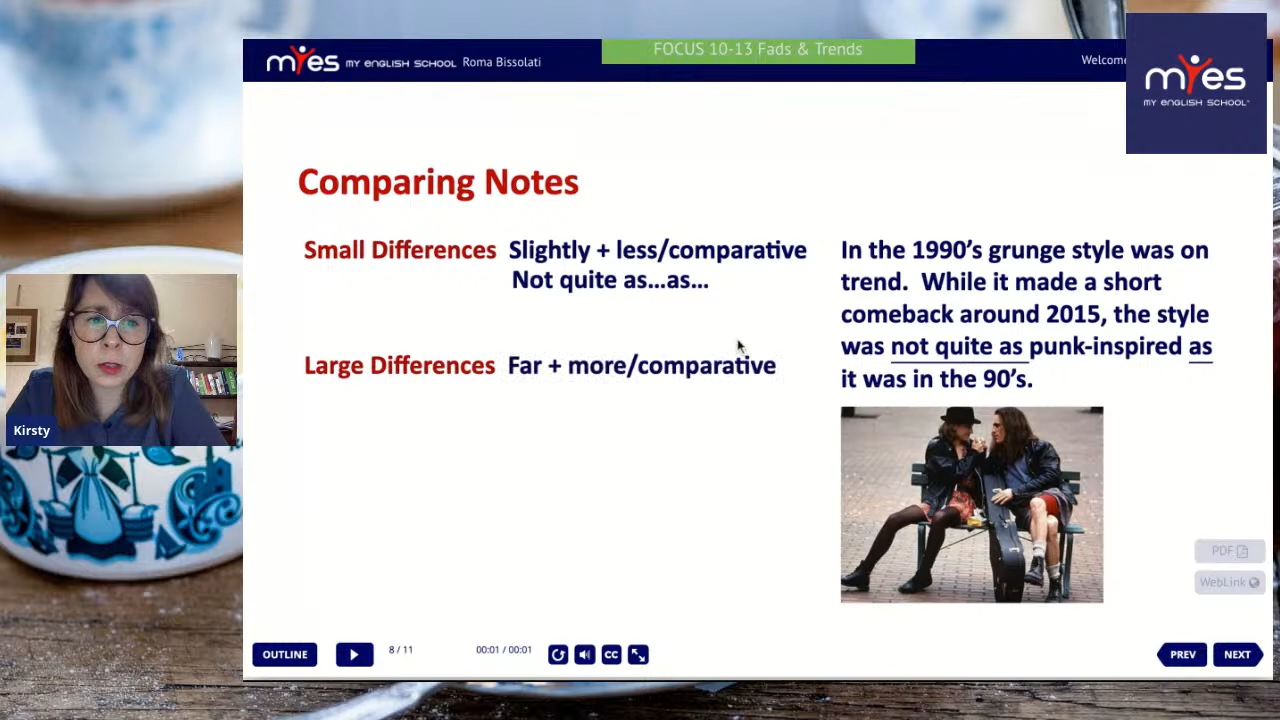 FOCUS 10-13 Fads & Trends
myes MY ENGLISH SCHOOL Roma Bissolati
Welcome
myes
MY ENGLISH SCHOOL
Comparing Notes
Small Differences Slightly + less/comparative
Not quite as...as...
Large Differences Far + more/comparative
In the 1990's grunge style was on
trend. While it made a short
comeback around 2015, the style
was not quite as punk-inspired as
it was in the 90's.
Kirsty
PDF
WebLink
OUTLINE
8 / 11
00:01 / 00:01
CC
PREV
NEXT